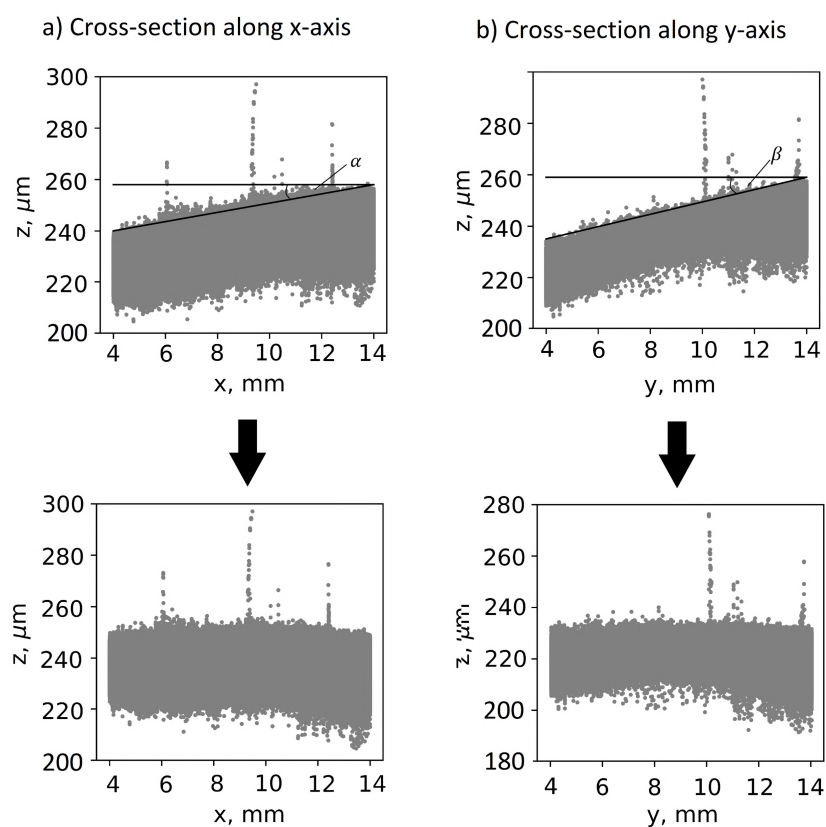 a) Cross-section along x-axis
b) Cross-section along y-axis
300
280
260
240
220
200
z, μm
α
4 6 8 10 12 14
x, mm
280
260
240
220
200
z, μm
β
4 6 8 10 12 14
y, mm
300
280
260
240
220
200
z, μm
4 6 8 10 12 14
x, mm
280
260
240
220
200
180
z, μm
4 6 8 10 12 14
y, mm